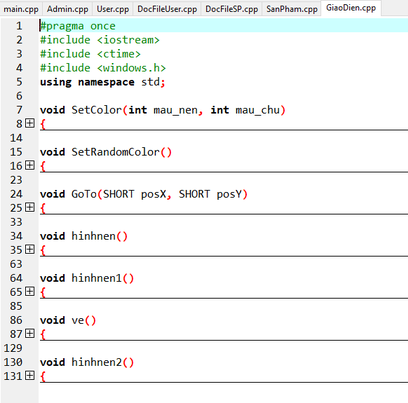 main.cpp Admin.cpp User.cpp DocFileUser.cpp DocFileSP.cpp SanPham.cpp GiaoDien.cpp
1 #pragma once
2 #include <iostream>
3 #include <ctime>
4 #include <windows.h>
5 using namespace std;
6
7 void SetColor(int mau_nen, int mau_chu)
8 {
14
15 void SetRandomColor()
16 {
23
24 void GoTo(SHORT posX, SHORT posY)
25 {
33
34 void hinhnen()
35 {
63
64 void hinhnen1()
65 {
85
86 void ve()
87 {
129
130 void hinhnen2()
131 {